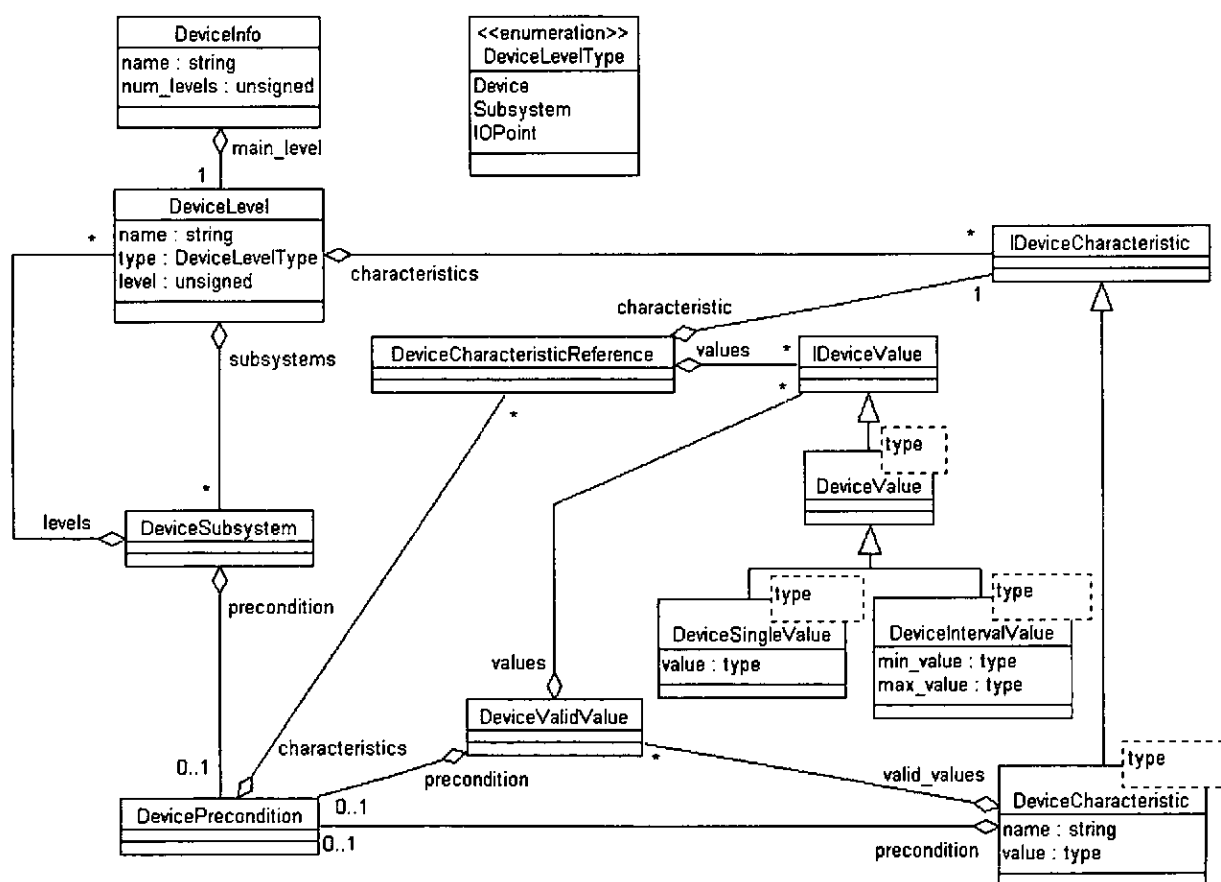 DeviceInfo
name : string
num_levels : unsigned
<<enumeration>>
DeviceLevelType
Device
Subsystem
IOPoint
main_level
1
DeviceLevel
name : string
type : DeviceLevelType
level : unsigned
*
characteristics
*
IDeviceCharacteristic
1
characteristic
subsystems
DeviceCharacteristicReference
values
*
IDeviceValue
*
*
type
DeviceValue
*
levels
DeviceSubsystem
precondition
type
DeviceSingleValue
value : type
type
DeviceIntervalValue
min_value : type
max_value : type
values
DeviceValidValue
characteristics
precondition
*
valid_values
type
DeviceCharacteristic
name : string
value : type
0..1
DevicePrecondition
0..1
0..1
precondition